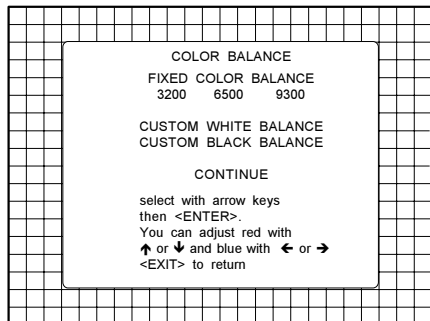 COLOR BALANCE
FIXED COLOR BALANCE
3200 6500 9300
CUSTOM WHITE BALANCE
CUSTOM BLACK BALANCE
CONTINUE
select with arrow keys
then <ENTER>.
You can adjust red with
↑ or ↓ and blue with ← or →
<EXIT> to return